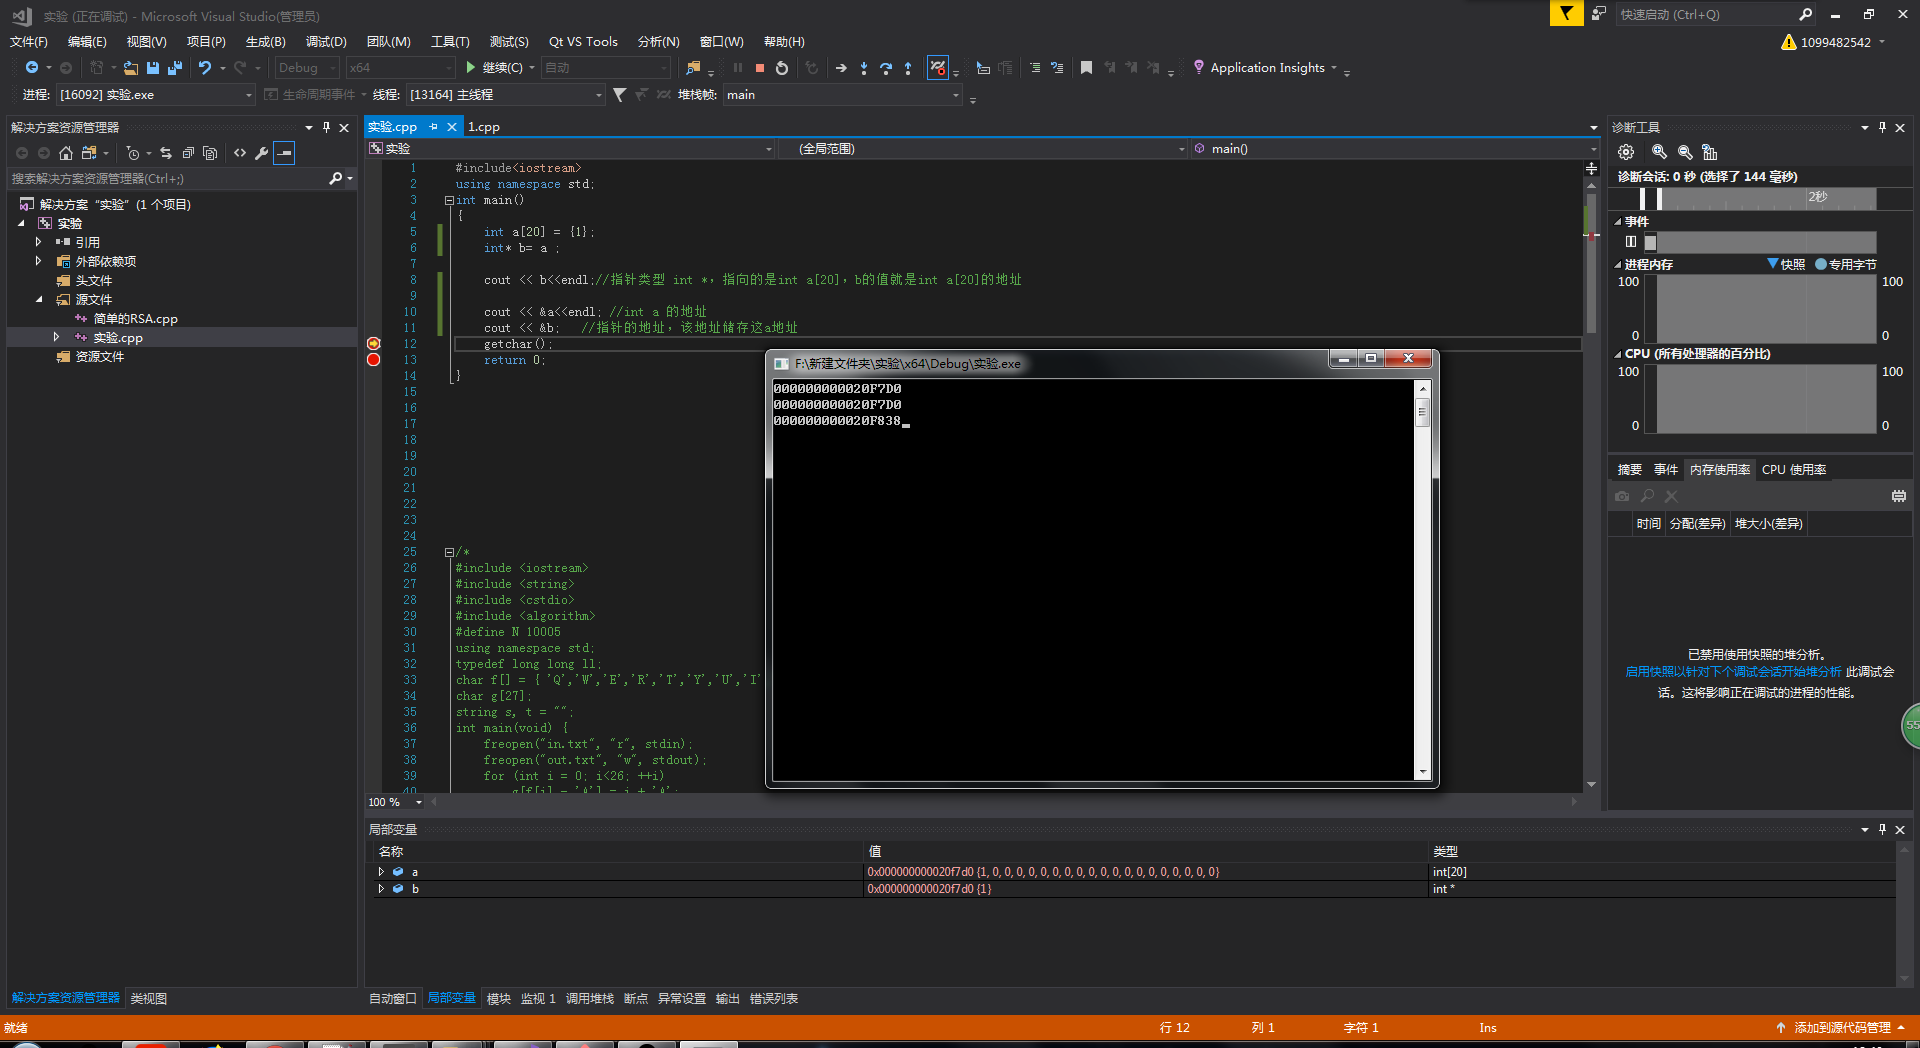 实验 (正在调试) - Microsoft Visual Studio(管理员)
快速启动 (Ctrl+Q)
文件(F) 编辑(E) 视图(V) 项目(P) 生成(B) 调试(D) 团队(M) 工具(T) 测试(S) Qt VS Tools 分析(N) 窗口(W) 帮助(H)
1099482542
Debug x64 继续(C) 自动 Application Insights
进程: [16092] 实验.exe 生命周期事件 线程: [13164] 主线程 堆栈帧: main
解决方案资源管理器
搜索解决方案资源管理器(Ctrl+;)
解决方案 "实验" (1 个项目)
实验
引用
外部依赖项
头文件
源文件
简单的RSA.cpp
实验.cpp
资源文件
解决方案资源管理器 类视图
实验.cpp 1.cpp
实验 (全局范围) main()
1 #include<iostream>
2 using namespace std;
3 int main()
4 {
5 int a[20] = {1};
6 int* b= a ;
7
8 cout << b<<endl;//指针类型 int *，指向的是int a[20]，b的值就是int a[20]的地址
9
10 cout << &a<<endl; //int a 的地址
11 cout << &b; //指针的地址，该地址储存这a地址
12 getchar();
13 return 0;
14 }
15
16
17
18
19
20
21
22
23
24
25 /*
26 #include <iostream>
27 #include <string>
28 #include <cstdio>
29 #include <algorithm>
30 #define N 10005
31 using namespace std;
32 typedef long long ll;
33 char f[] = { 'Q','W','E','R','T','Y','U','I'
34 char g[27];
35 string s, t = "";
36 int main(void) {
37 freopen("in.txt", "r", stdin);
38 freopen("out.txt", "w", stdout);
39 for (int i = 0; i<26; ++i)
40 g[f[i] - 'A'] = i + 'A';
100 %
F:\新建文件夹\实验\x64\Debug\实验.exe
000000000020F7D0
000000000020F7D0
000000000020F838
诊断工具
诊断会话: 0 秒 (选择了 144 毫秒)
2秒
事件
进程内存 快照 专用字节
100 100
0 0
CPU (所有处理器的百分比)
100 100
0 0
摘要 事件 内存使用率 CPU 使用率
时间 分配(差异) 堆大小(差异)
已禁用使用快照的堆分析。
启用快照以针对下个调试会话开始堆分析 此调试会
话。这将影响正在调试的进程的性能。
55
局部变量
名称 值 类型
a 0x000000000020f7d0 {1, 0, 0, 0, 0, 0, 0, 0, 0, 0, 0, 0, 0, 0, 0, 0, 0, 0, 0, 0} int[20]
b 0x000000000020f7d0 {1} int *
自动窗口 局部变量 模块 监视 1 调用堆栈 断点 异常设置 输出 错误列表
就绪 行 12 列 1 字符 1 Ins 添加到源代码管理